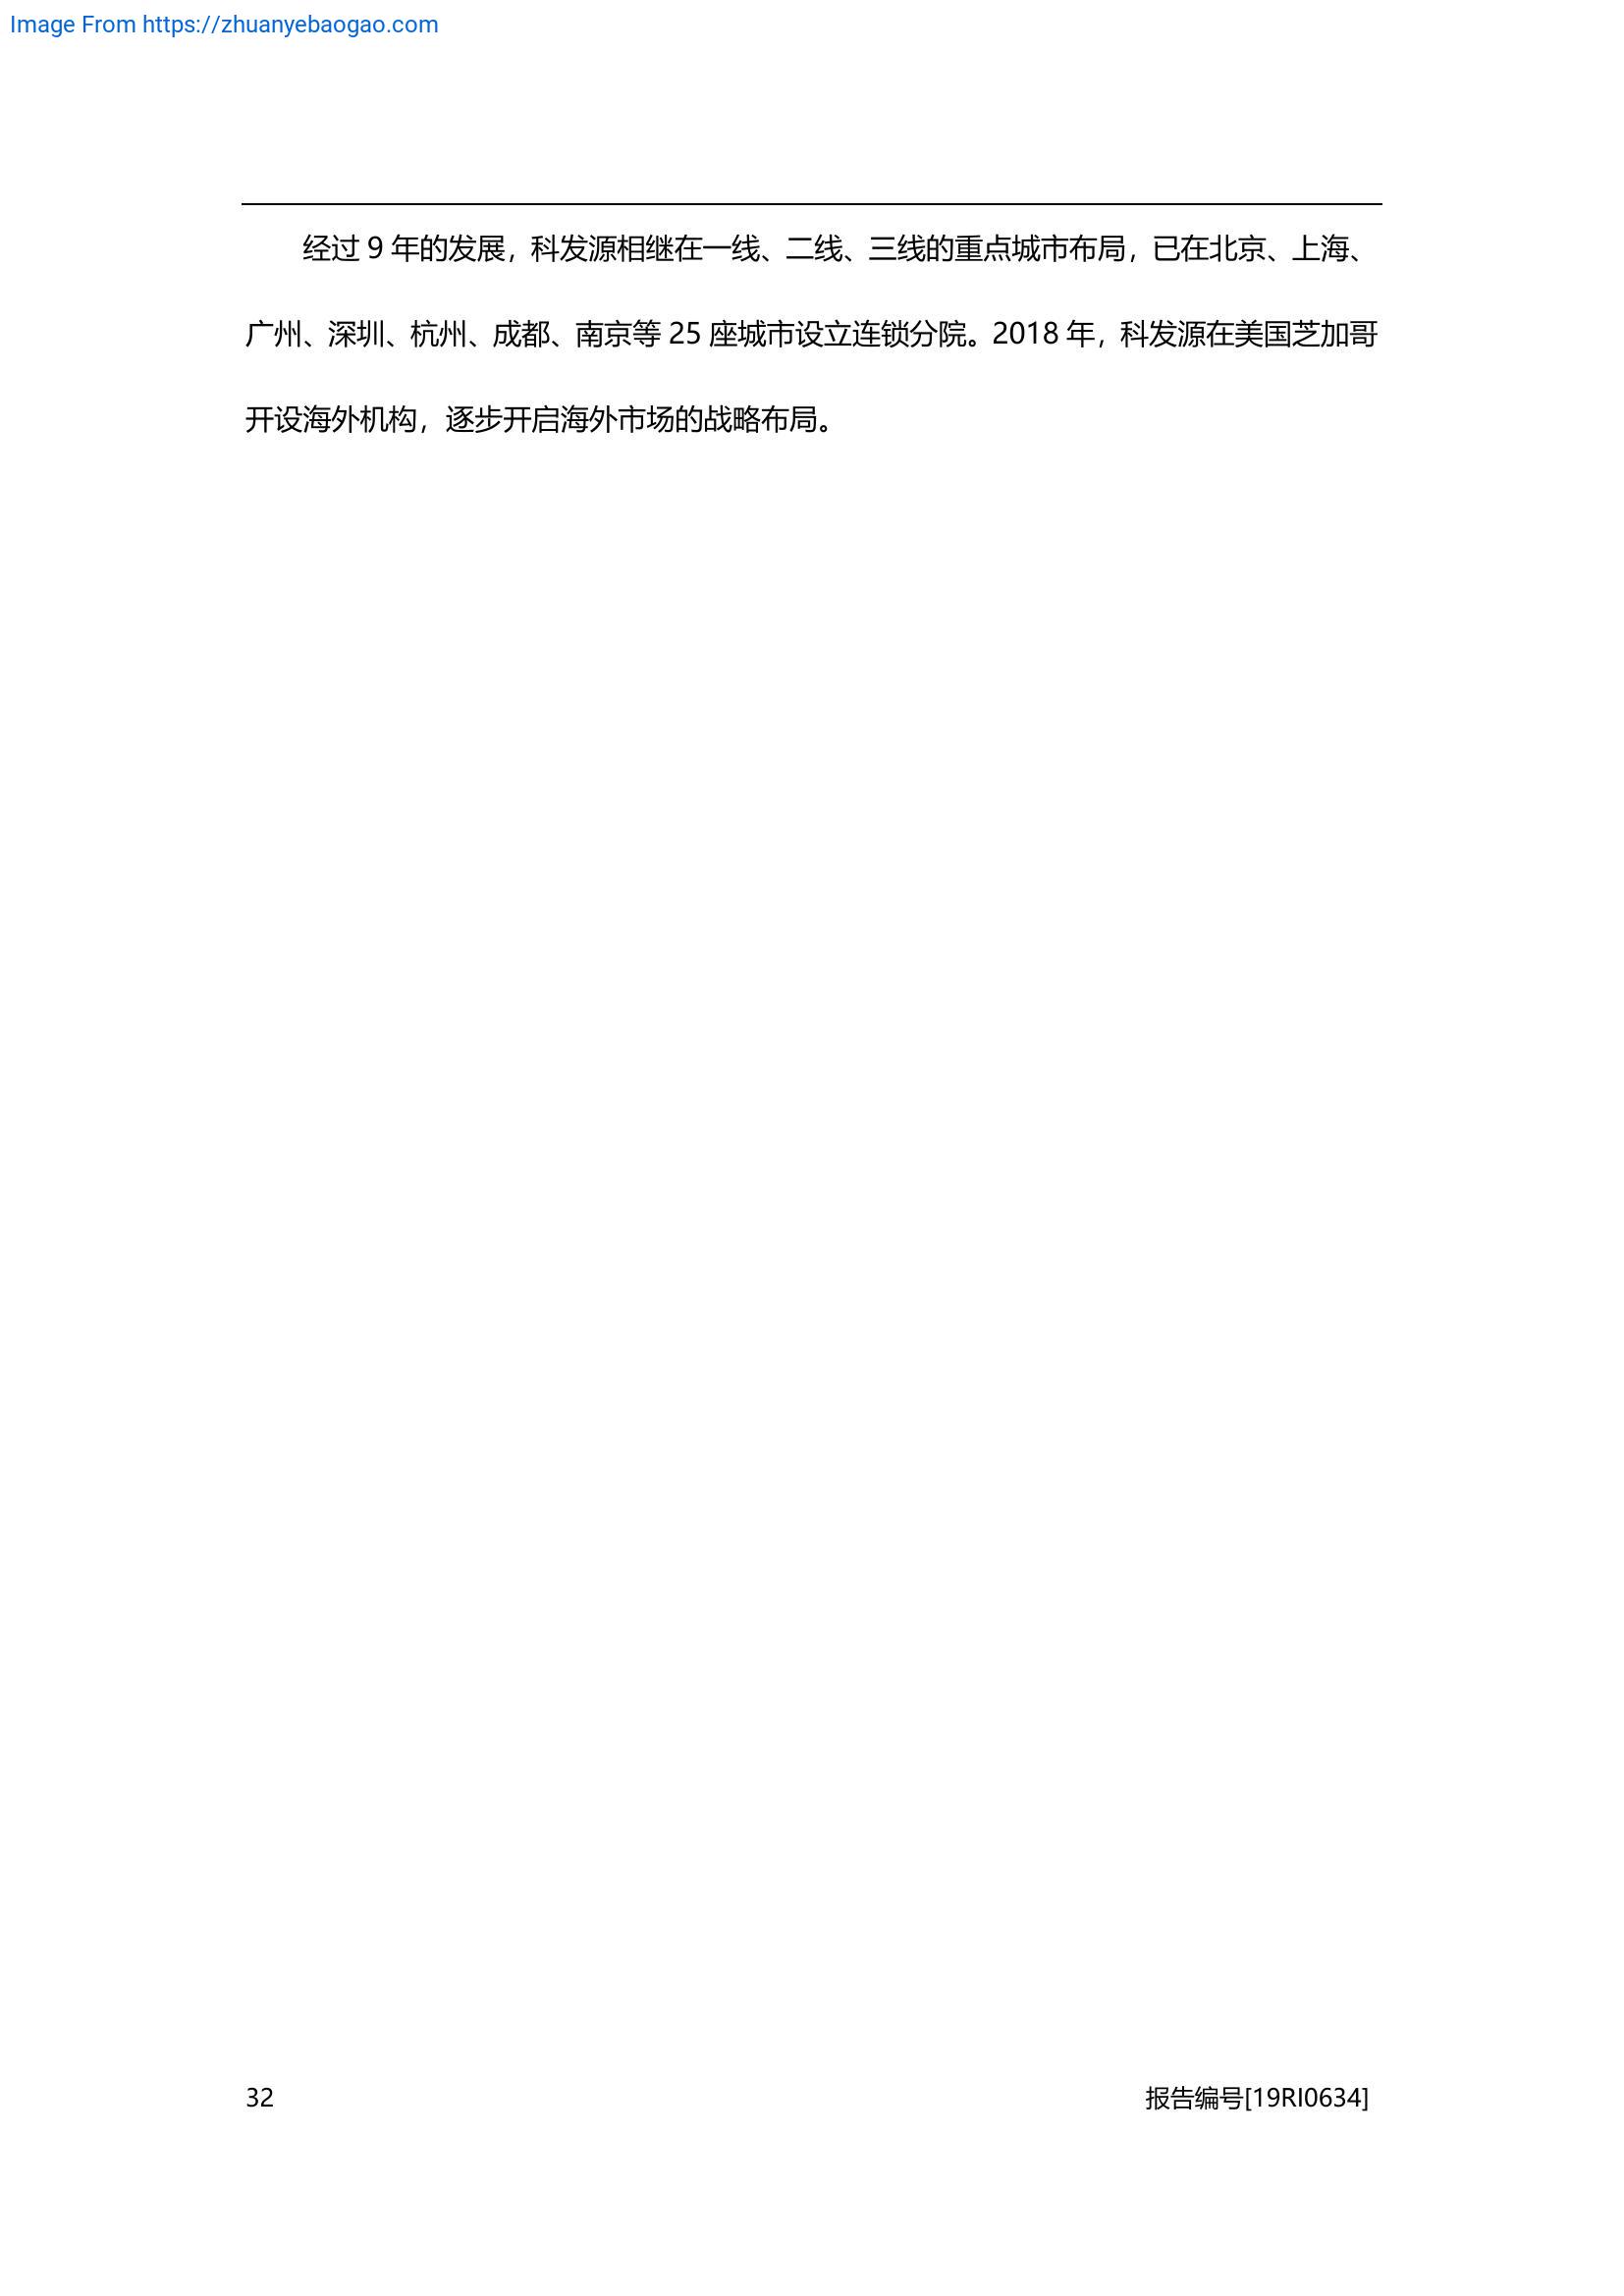 Image From https://zhuanyebaogao.com
经过 9 年的发展，科发源相继在一线、二线、三线的重点城市布局，已在北京、上海、
广州、深圳、杭州、成都、南京等 25 座城市设立连锁分院。2018 年，科发源在美国芝加哥
开设海外机构，逐步开启海外市场的战略布局。
32 报告编号[19RI0634]